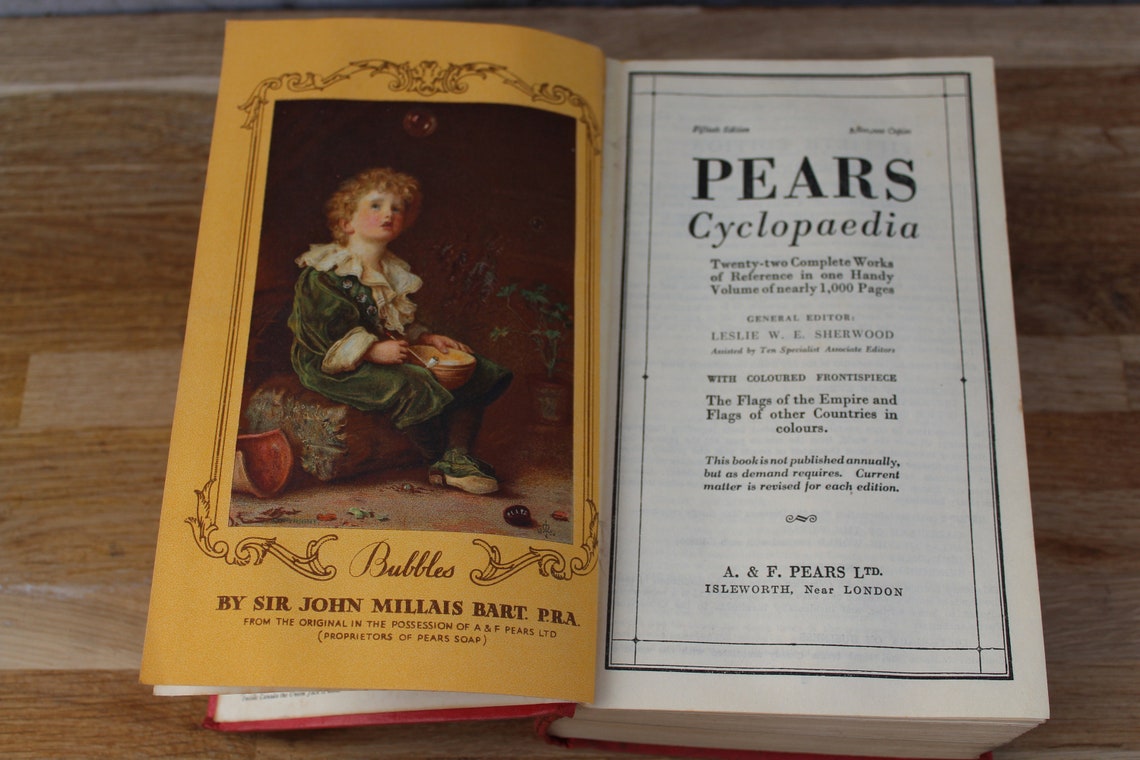 Bubbles
BY SIR JOHN MILLAIS BART. P.R.A.
FROM THE ORIGINAL IN THE POSSESSION OF A & F PEARS LTD
(PROPRIETORS OF PEARS SOAP)
Fiftieth Edition Copies
PEARS
Cyclopaedia
Twenty-two Complete Works
of Reference in one Handy
Volume of nearly 1,000 Pages
GENERAL EDITOR:
LESLIE W. E. SHERWOOD
Assisted by Ten Specialist Associate Editors
WITH COLOURED FRONTISPIECE
The Flags of the Empire and
Flags of other Countries in
colours.
This book is not published annually,
but as demand requires. Current
matter is revised for each edition.
A. & F. PEARS LTD.
ISLEWORTH, Near LONDON